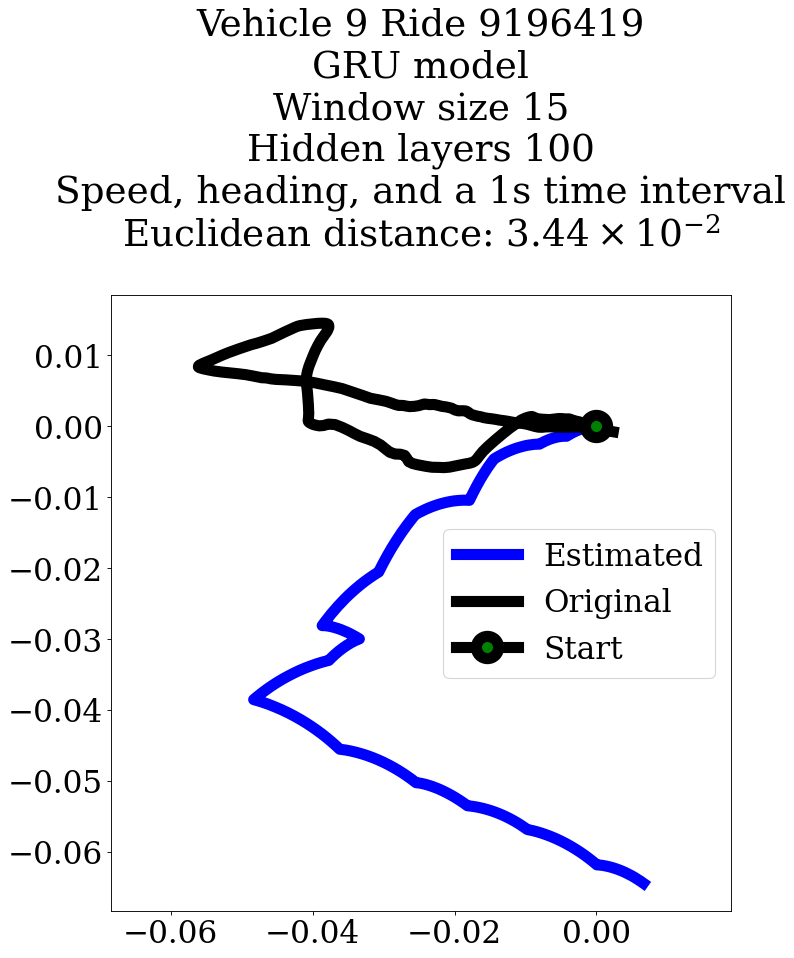 Vehicle 9 Ride 9196419
GRU model
Window size 15
Hidden layers 100
Speed, heading, and a 1s time interval
Euclidean distance: 3.44 × 10⁻²
0.01
0.00
−0.01
−0.02
−0.03
−0.04
−0.05
−0.06
Estimated
Original
Start
−0.06 −0.04 −0.02 0.00